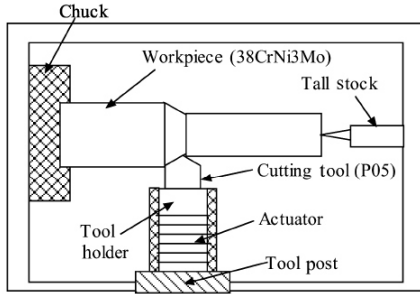 Chuck
Workpiece (38CrNi3Mo)
Tall stock
Cutting tool (P05)
Tool
holder
Actuator
Tool post